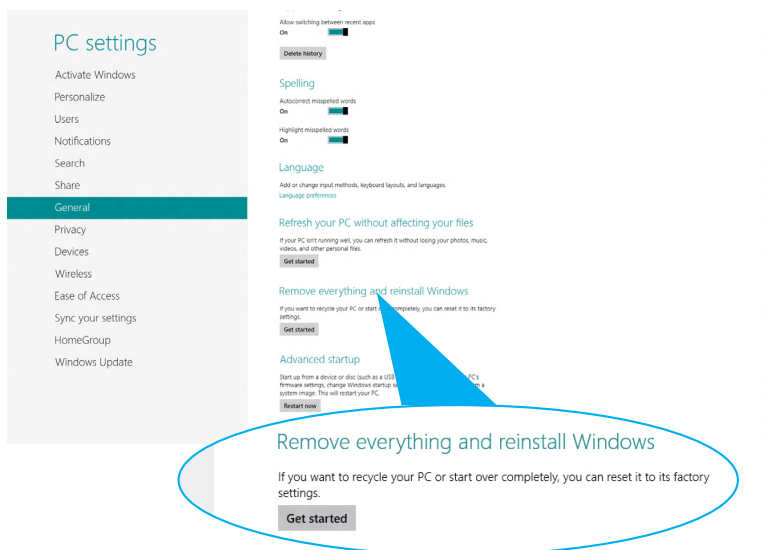 PC settings
Activate Windows
Personalize
Users
Notifications
Search
Share
General
Privacy
Devices
Wireless
Ease of Access
Sync your settings
HomeGroup
Windows Update
Allow switching between recent apps
On
Delete history
Spelling
Autocorrect misspelled words
On
Highlight misspelled words
On
Language
Add or change input methods, keyboard layouts, and languages.
Language preferences
Refresh your PC without affecting your files
If your PC isn't running well, you can refresh it without losing your photos, music,
videos, and other personal files.
Get started
Remove everything and reinstall Windows
If you want to recycle your PC or start completely, you can reset it to its factory
settings.
Get started
Advanced startup
Start up from a device or disc (such as a USB PC's
firmware settings, change Windows startup a
system image. This will restart your PC.
Restart now
Remove everything and reinstall Windows
If you want to recycle your PC or start over completely, you can reset it to its factory
settings.
Get started